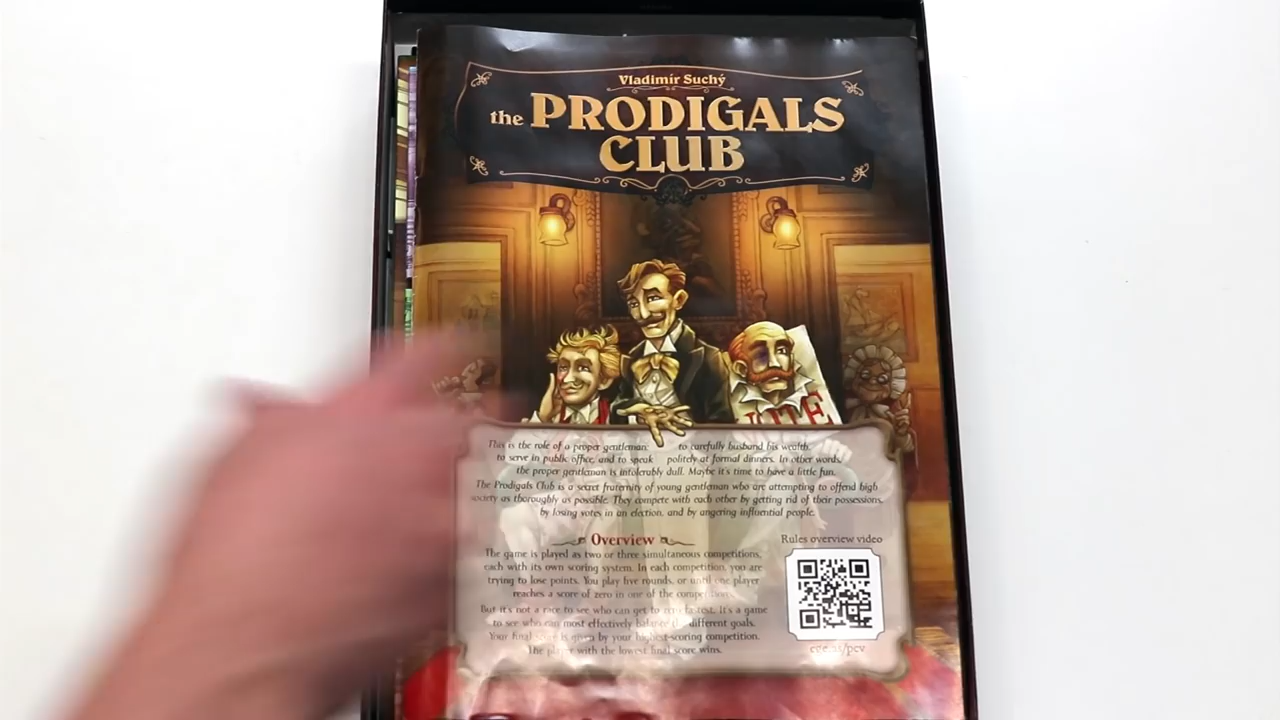 Vladimír Suchý
the PRODIGALS
CLUB
VOTE
This is the role of a proper gentleman: to carefully husband his wealth,
to serve in public office, and to speak politely at formal dinners. In other words,
the proper gentleman is intolerably dull. Maybe it's time to have a little fun.
The Prodigals Club is a secret fraternity of young gentleman who are attempting to offend high
society as thoroughly as possible. They compete with each other by getting rid of their possessions,
by losing votes in an election, and by angering influential people.
Overview
The game is played as two or three simultaneous competitions,
each with its own scoring system. In each competition, you are
trying to lose points. You play five rounds, or until one player
reaches a score of zero in one of the competitions.
But it's not a race to see who can get to zero fastest. It's a game
to see who can most effectively balance the different goals.
Your final score is given by your highest-scoring competition.
The player with the lowest final score wins.
Rules overview video
cge.as/pcv